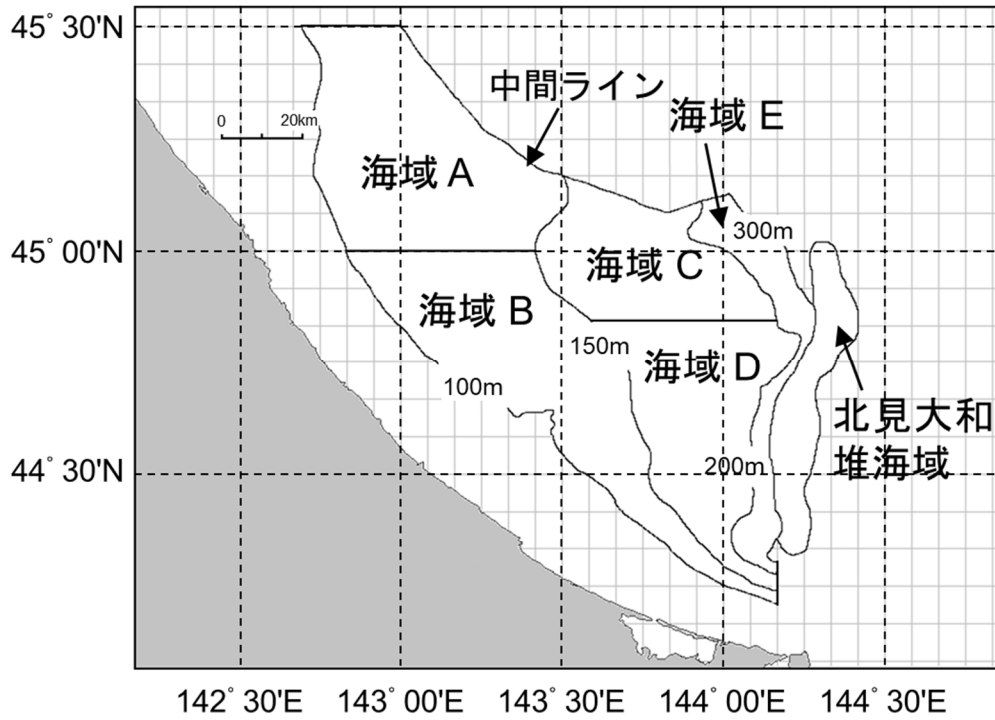 45° 30'N
中間ライン
海域 E
0 20km
海域 A
300m
45° 00'N
海域 C
海域 B
150m
海域 D
100m
北見大和
堆海域
200m
44° 30'N
142° 30'E 143° 00'E 143° 30'E 144° 00'E 144° 30'E